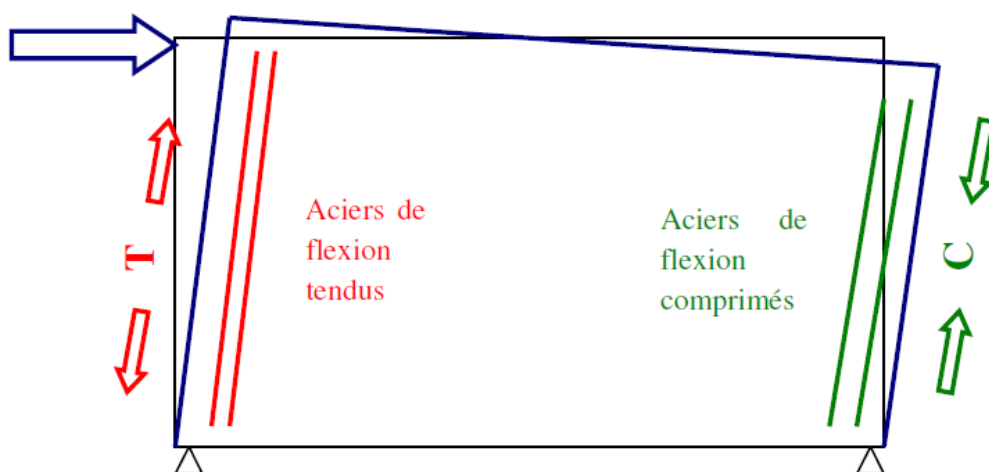 T
Aciers de
flexion
tendus
Aciers de
flexion
comprimés
C